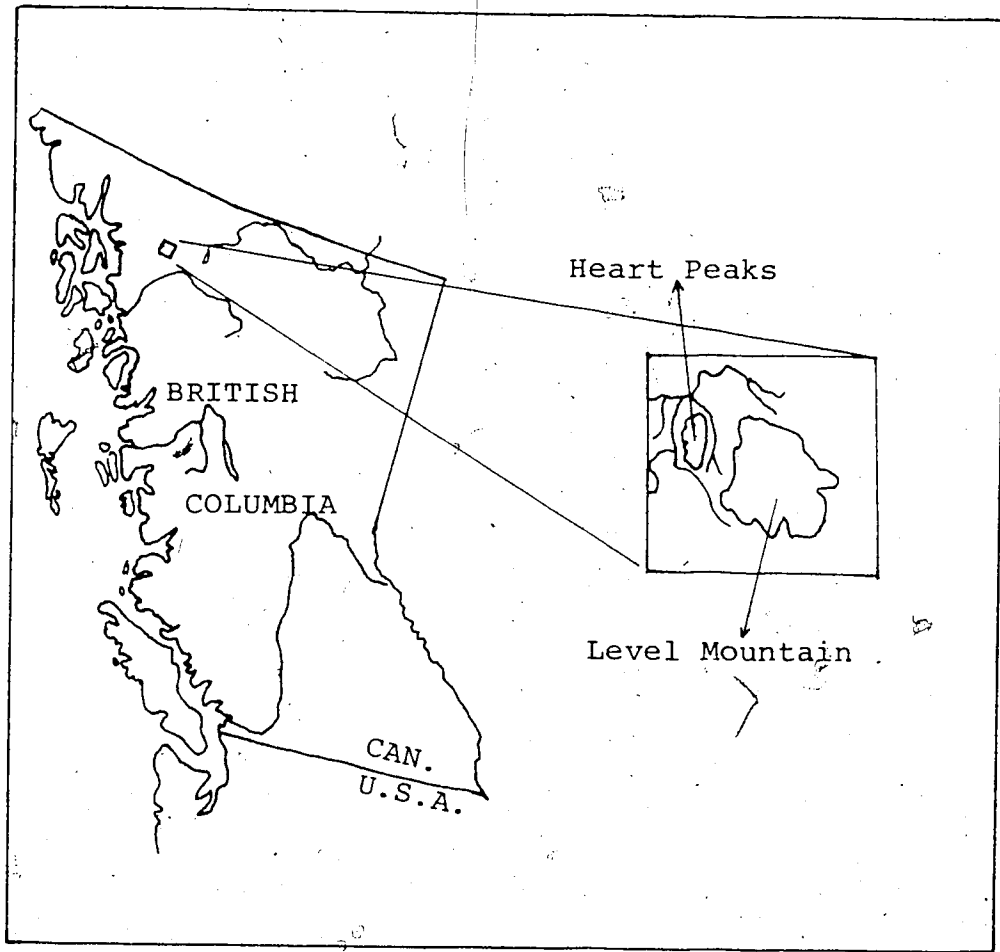 Heart Peaks
BRITISH
COLUMBIA
Level Mountain
CAN.
U.S.A.